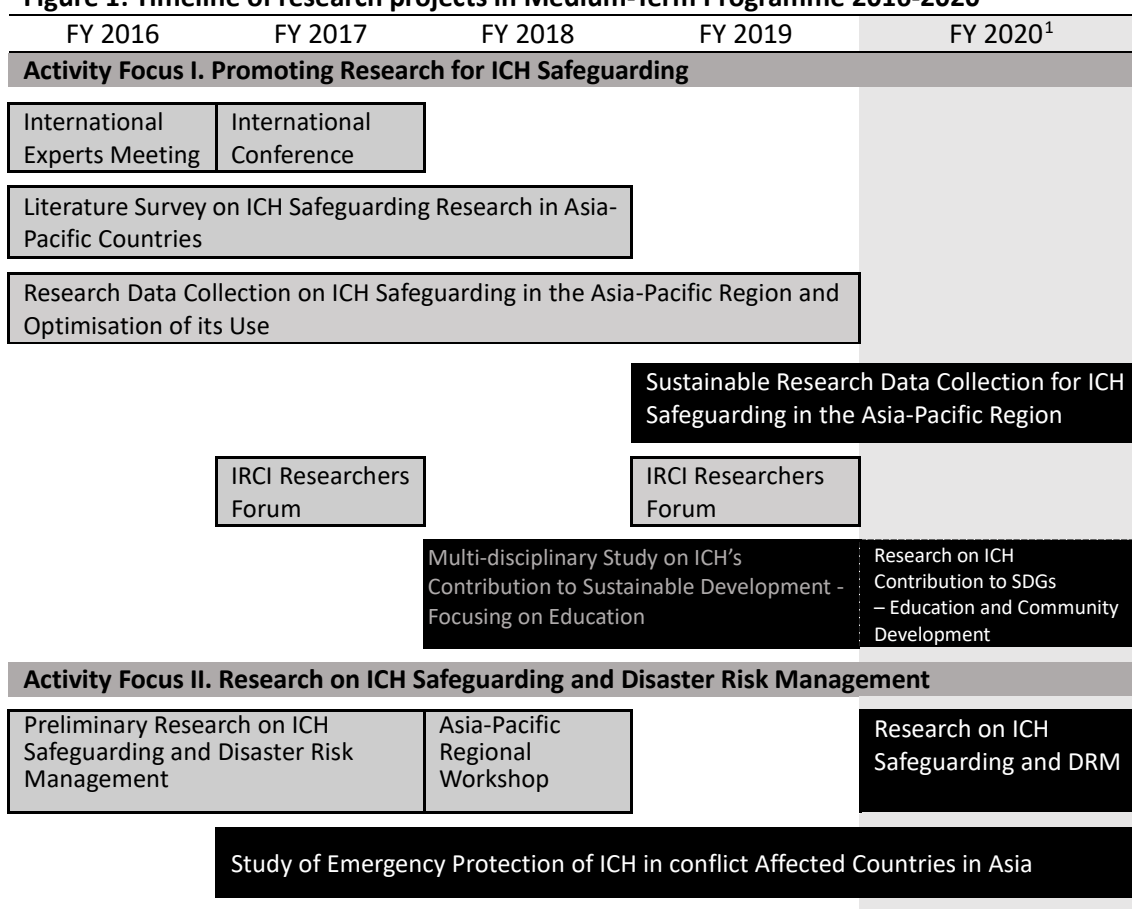 Figure 1: Timeline of research projects in Medium-Term Programme 2016-2020
FY 2016 FY 2017 FY 2018 FY 2019 FY 2020¹
Activity Focus I. Promoting Research for ICH Safeguarding
International
Experts Meeting
International
Conference
Literature Survey on ICH Safeguarding Research in Asia-
Pacific Countries
Research Data Collection on ICH Safeguarding in the Asia-Pacific Region and
Optimisation of its Use
Sustainable Research Data Collection for ICH
Safeguarding in the Asia-Pacific Region
IRCI Researchers
Forum
IRCI Researchers
Forum
Multi-disciplinary Study on ICH’s
Contribution to Sustainable Development -
Focusing on Education
Research on ICH
Contribution to SDGs
– Education and Community
Development
Activity Focus II. Research on ICH Safeguarding and Disaster Risk Management
Preliminary Research on ICH
Safeguarding and Disaster Risk
Management
Asia-Pacific
Regional
Workshop
Research on ICH
Safeguarding and DRM
Study of Emergency Protection of ICH in conflict Affected Countries in Asia